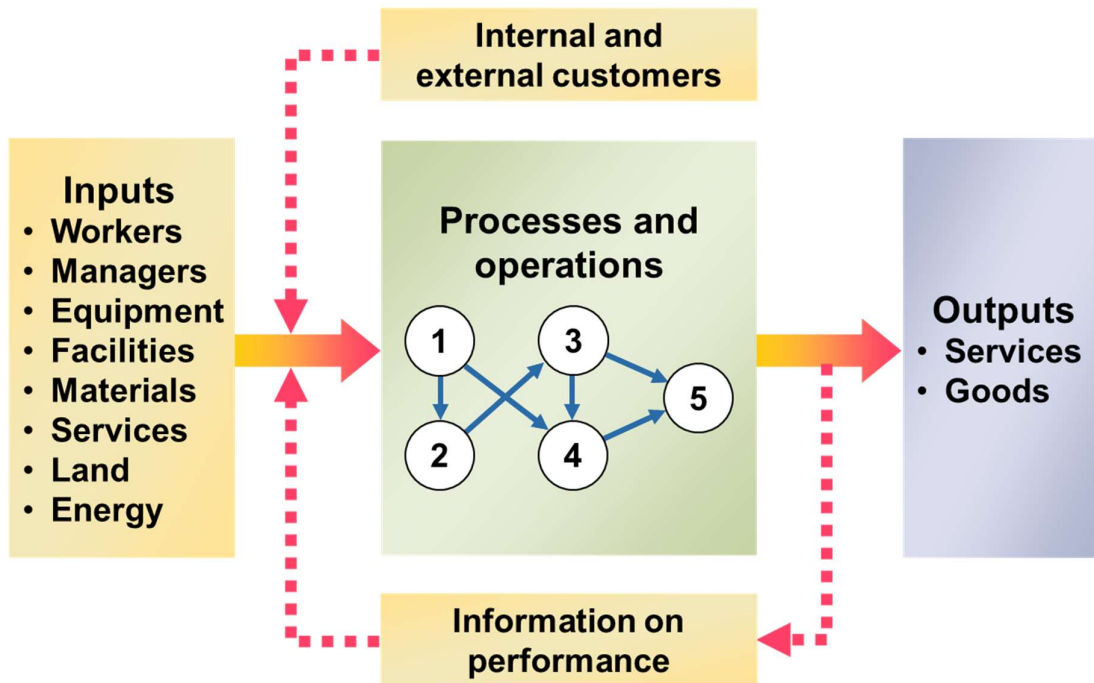 Internal and
external customers
Inputs
• Workers
• Managers
• Equipment
• Facilities
• Materials
• Services
• Land
• Energy
Processes and
operations
1
3
5
2
4
Outputs
• Services
• Goods
Information on
performance